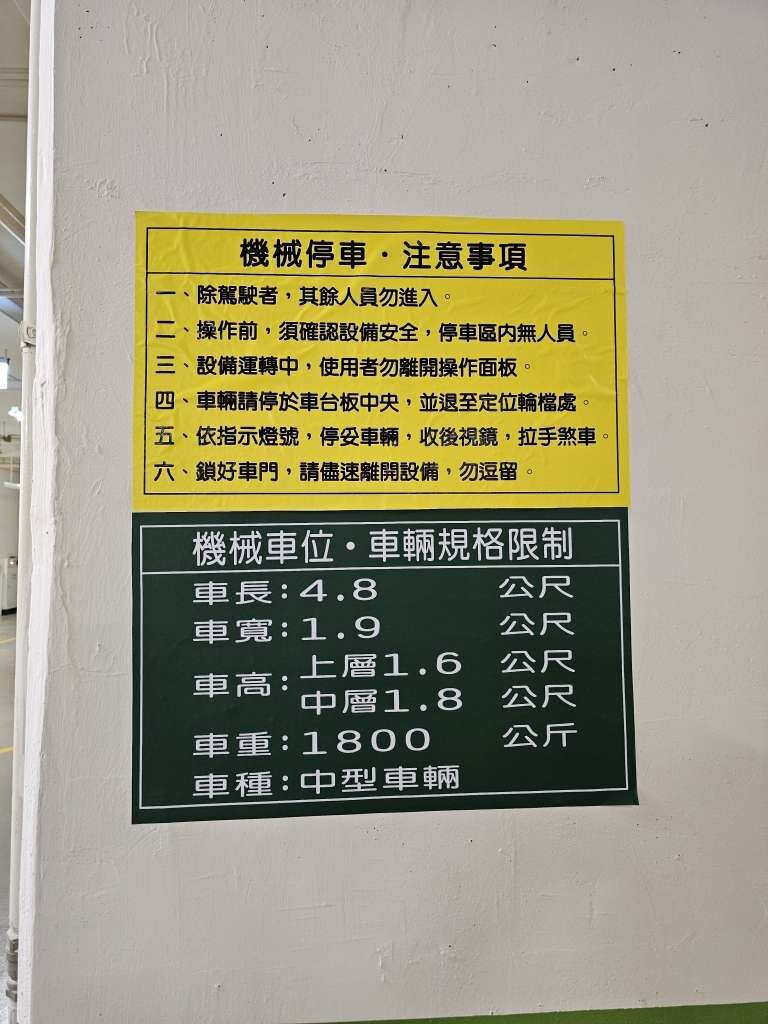 機械停車·注意事項
一、除駕駛者，其餘人員勿進入。
二、操作前，須確認設備安全，停車區內無人員。
三、設備運轉中，使用者勿離開操作面板。
四、車輛請停於車台板中央，並退至定位輪檔處。
五、依指示燈號，停妥車輛，收後視鏡，拉手煞車。
六、鎖好車門，請儘速離開設備，勿逗留。
機械車位·車輛規格限制
車長:4.8 公尺
車寬:1.9 公尺
車高:上層1.6 公尺
中層1.8 公尺
車重:1800 公斤
車種:中型車輛